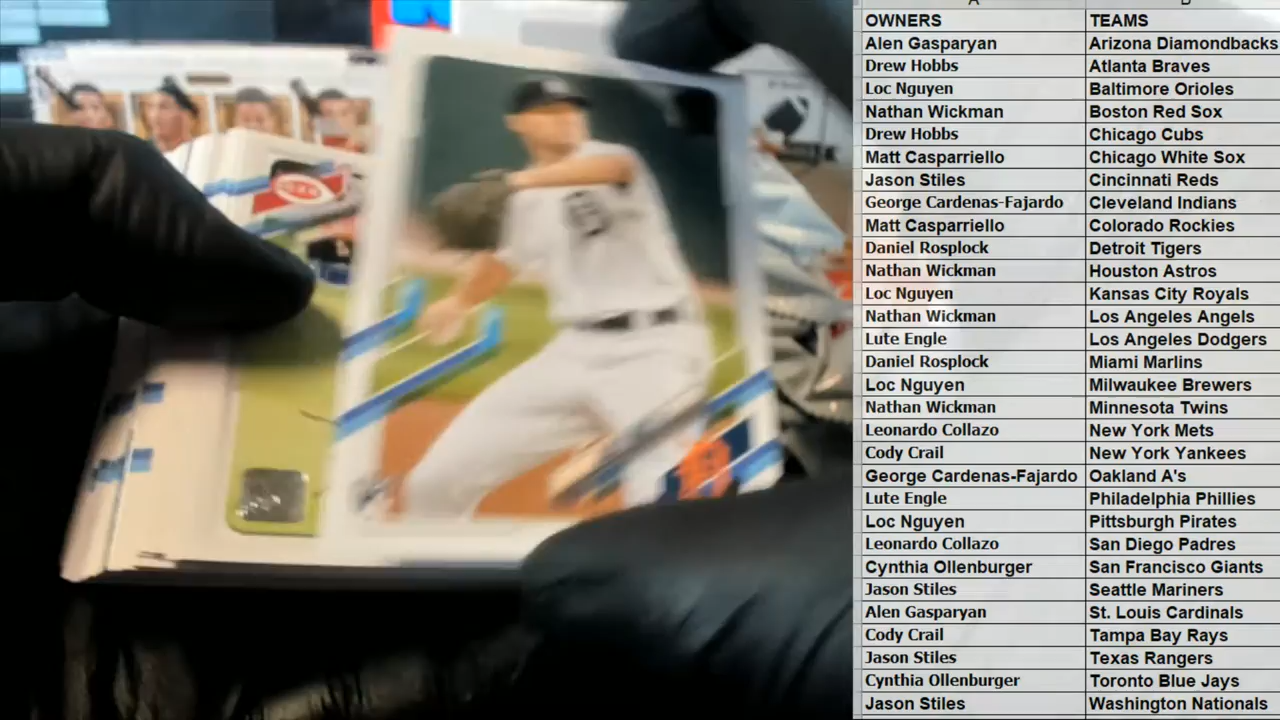 OWNERS TEAMS
Alen Gasparyan Arizona Diamondbacks
Drew Hobbs Atlanta Braves
Loc Nguyen Baltimore Orioles
Nathan Wickman Boston Red Sox
Drew Hobbs Chicago Cubs
Matt Casparriello Chicago White Sox
Jason Stiles Cincinnati Reds
George Cardenas-Fajardo Cleveland Indians
Matt Casparriello Colorado Rockies
Daniel Rosplock Detroit Tigers
Nathan Wickman Houston Astros
Loc Nguyen Kansas City Royals
Nathan Wickman Los Angeles Angels
Lute Engle Los Angeles Dodgers
Daniel Rosplock Miami Marlins
Loc Nguyen Milwaukee Brewers
Nathan Wickman Minnesota Twins
Leonardo Collazo New York Mets
Cody Crail New York Yankees
George Cardenas-Fajardo Oakland A's
Lute Engle Philadelphia Phillies
Loc Nguyen Pittsburgh Pirates
Leonardo Collazo San Diego Padres
Cynthia Ollenburger San Francisco Giants
Jason Stiles Seattle Mariners
Alen Gasparyan St. Louis Cardinals
Cody Crail Tampa Bay Rays
Jason Stiles Texas Rangers
Cynthia Ollenburger Toronto Blue Jays
Jason Stiles Washington Nationals